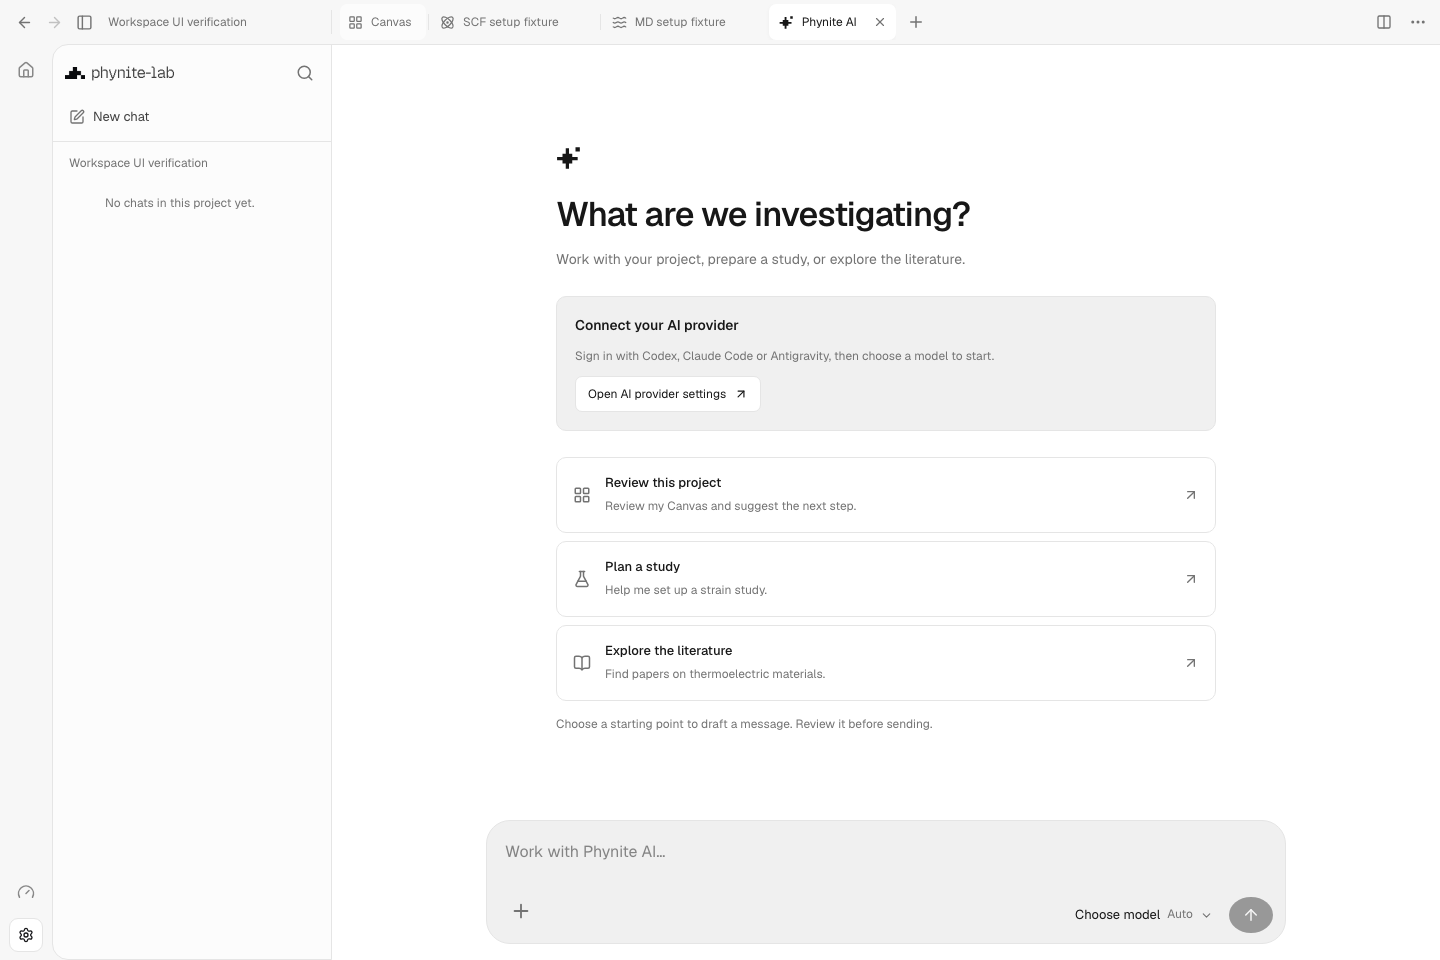 Workspace UI verification
Canvas
SCF setup fixture
MD setup fixture
Phynite AI
phynite-lab
New chat
Workspace UI verification
No chats in this project yet.
What are we investigating?
Work with your project, prepare a study, or explore the literature.
Connect your AI provider
Sign in with Codex, Claude Code or Antigravity, then choose a model to start.
Open AI provider settings
Review this project
Review my Canvas and suggest the next step.
Plan a study
Help me set up a strain study.
Explore the literature
Find papers on thermoelectric materials.
Choose a starting point to draft a message. Review it before sending.
Work with Phynite AI...
Choose model Auto